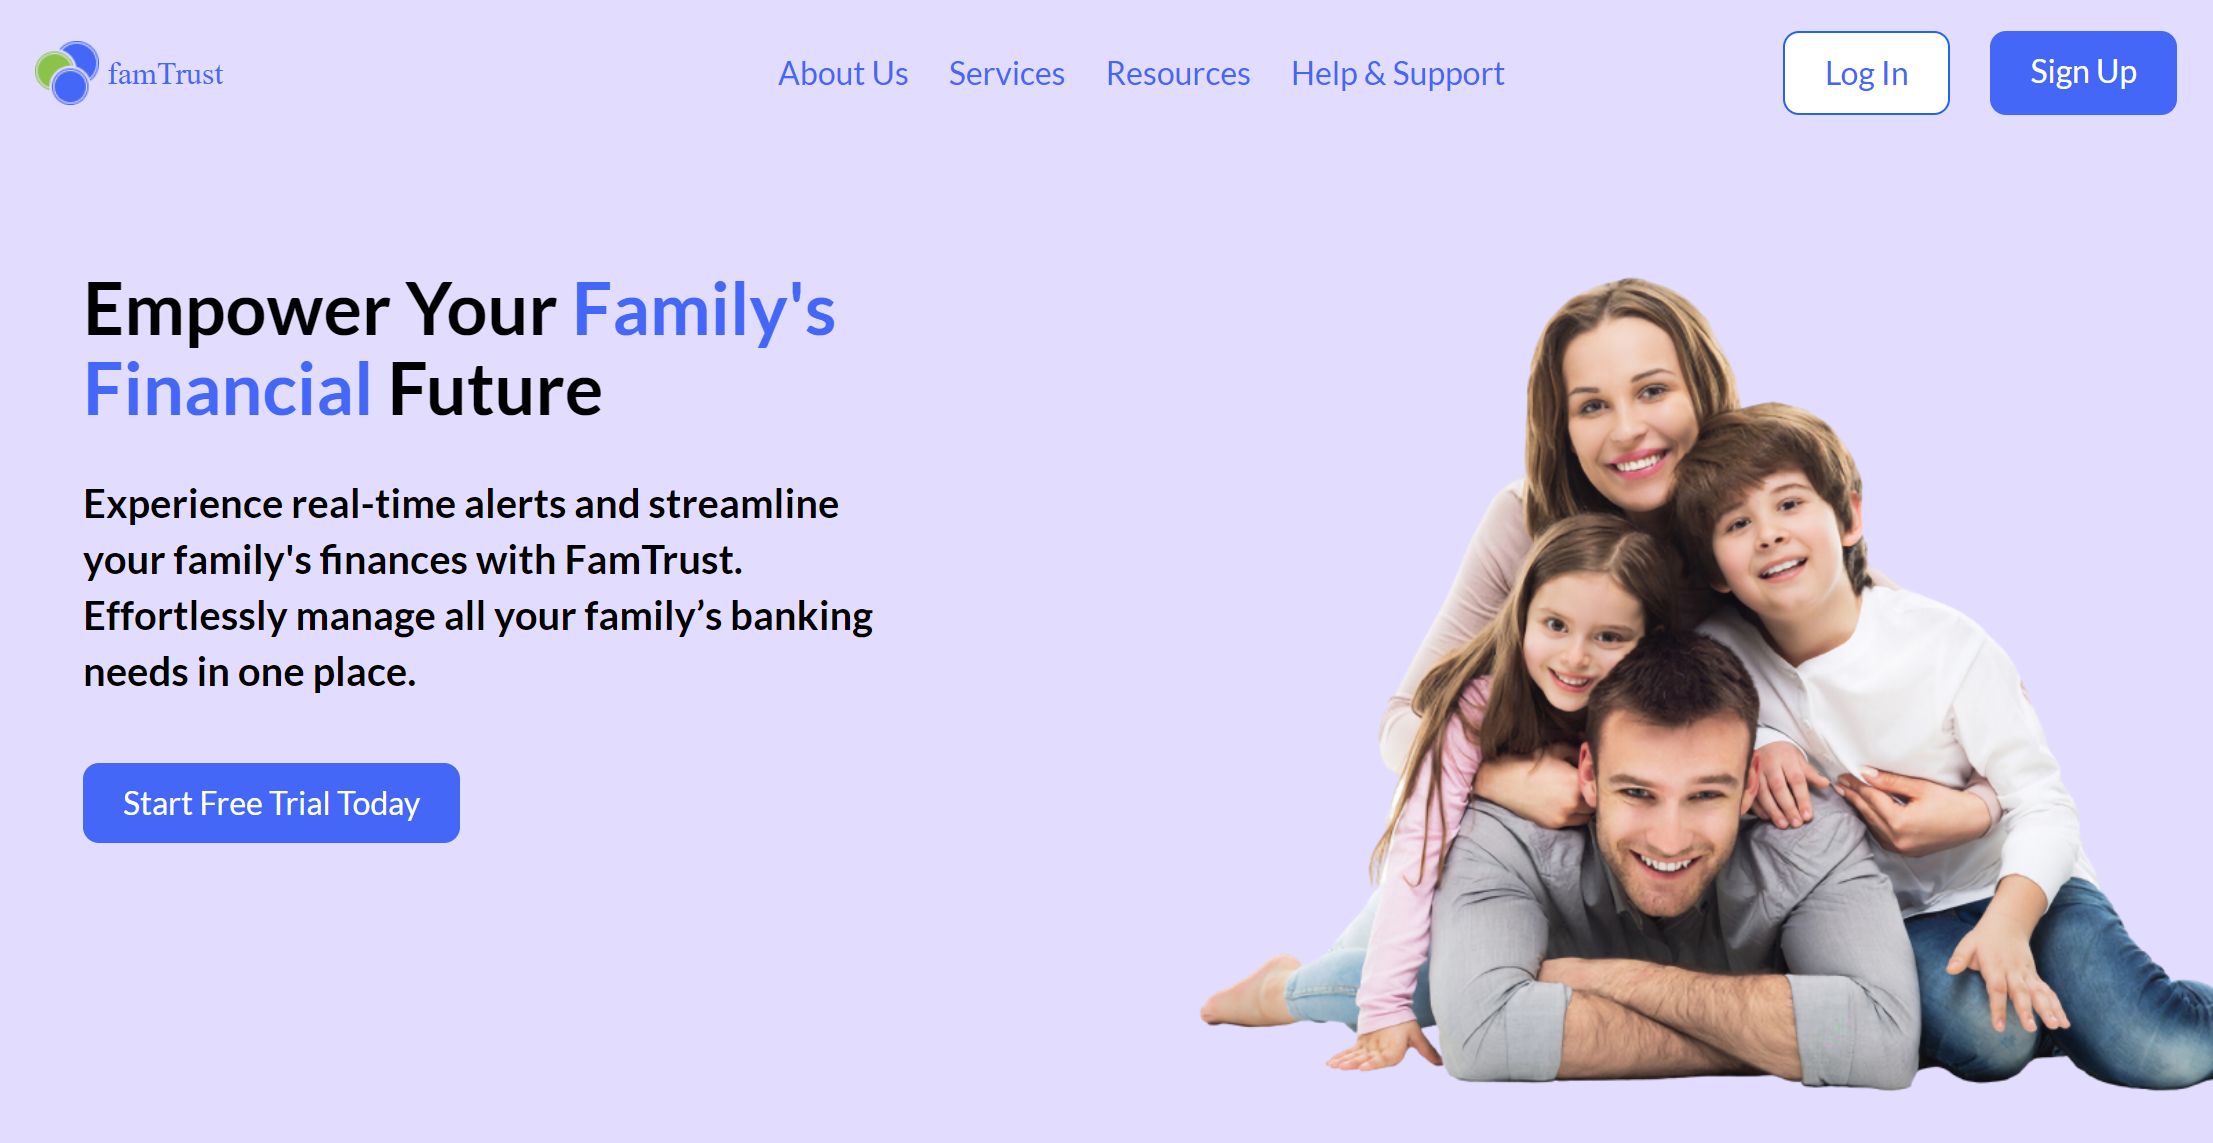 famTrust
About Us
Services
Resources
Help & Support
Log In
Sign Up
Empower Your Family's
Financial Future
Experience real-time alerts and streamline
your family's finances with FamTrust.
Effortlessly manage all your family’s banking
needs in one place.
Start Free Trial Today